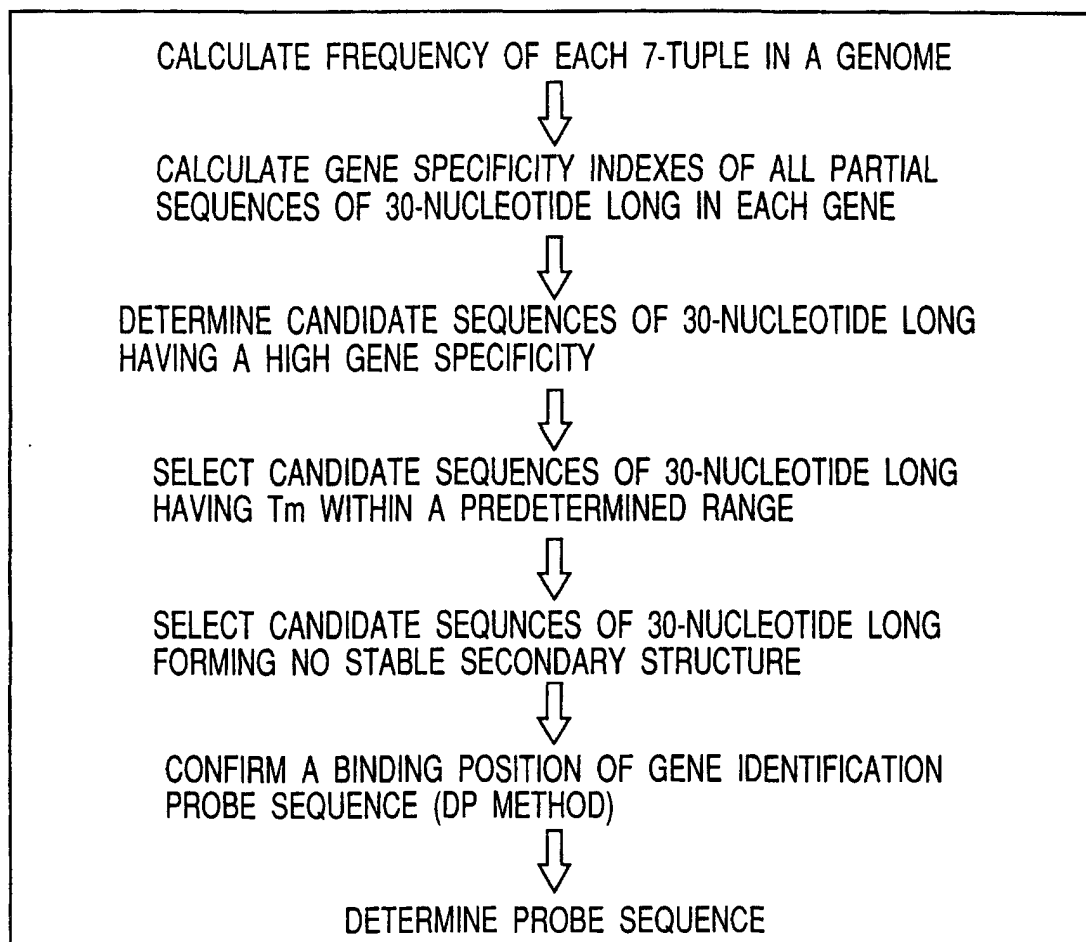 CALCULATE FREQUENCY OF EACH 7-TUPLE IN A GENOME
CALCULATE GENE SPECIFICITY INDEXES OF ALL PARTIAL
SEQUENCES OF 30-NUCLEOTIDE LONG IN EACH GENE
DETERMINE CANDIDATE SEQUENCES OF 30-NUCLEOTIDE LONG
HAVING A HIGH GENE SPECIFICITY
SELECT CANDIDATE SEQUENCES OF 30-NUCLEOTIDE LONG
HAVING Tm WITHIN A PREDETERMINED RANGE
SELECT CANDIDATE SEQUNCES OF 30-NUCLEOTIDE LONG
FORMING NO STABLE SECONDARY STRUCTURE
CONFIRM A BINDING POSITION OF GENE IDENTIFICATION
PROBE SEQUENCE (DP METHOD)
DETERMINE PROBE SEQUENCE